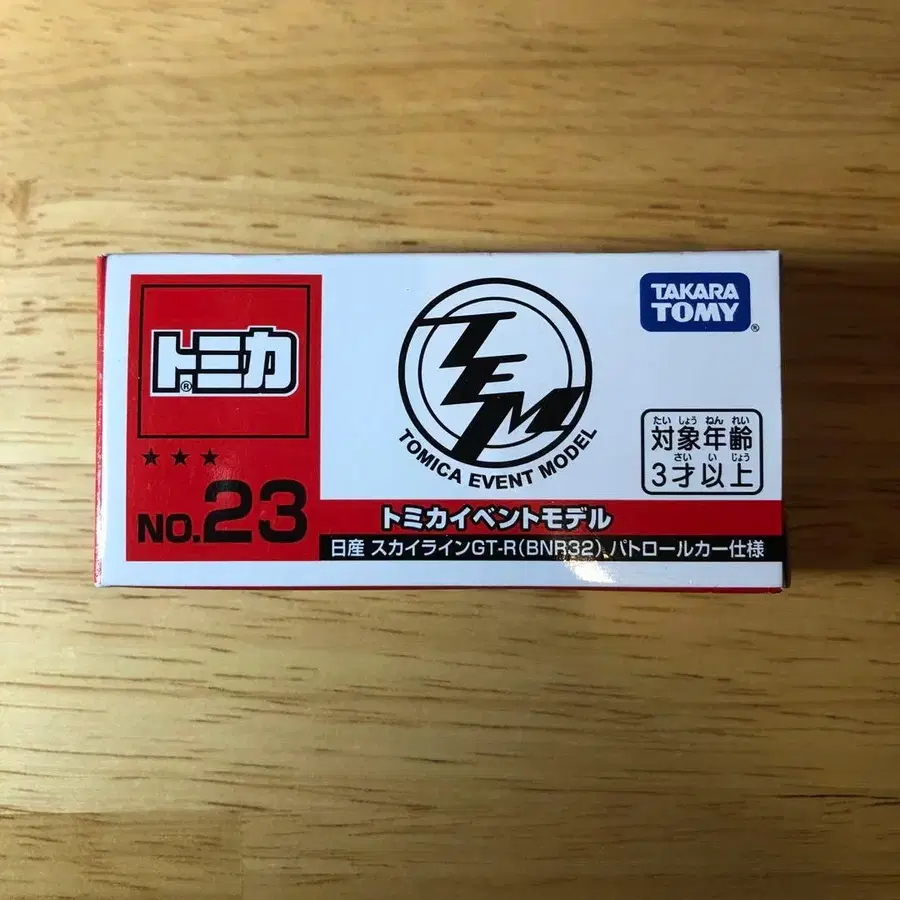 トミカ®
★★★
NO.23
TEM
TOMICA EVENT MODEL
TAKARA
TOMY®
たい しょう ねん れい
対象年齢
さい い じょう
3才以上
トミカイベントモデル
日産 スカイラインGT-R(BNR32) パトロールカー仕様